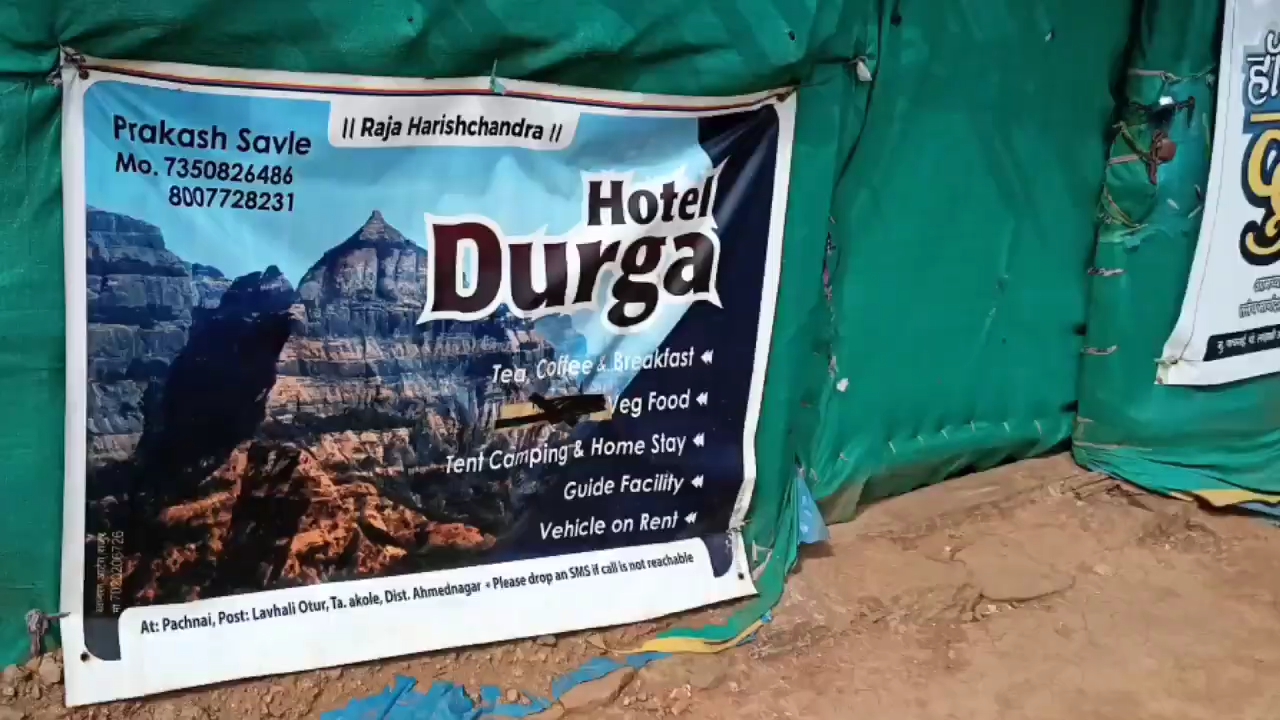 || Raja Harishchandra ||
Prakash Savle
Mo. 7350826486
8007728231
Hotel
Durga
Tea, Coffee & Breakfast
Veg Food
Tent Camping & Home Stay
Guide Facility
Vehicle on Rent
At: Pachnai, Post: Lavhali Otur, Ta. akole, Dist. Ahmednagar • Please drop an SMS if call is not reachable
7020206726